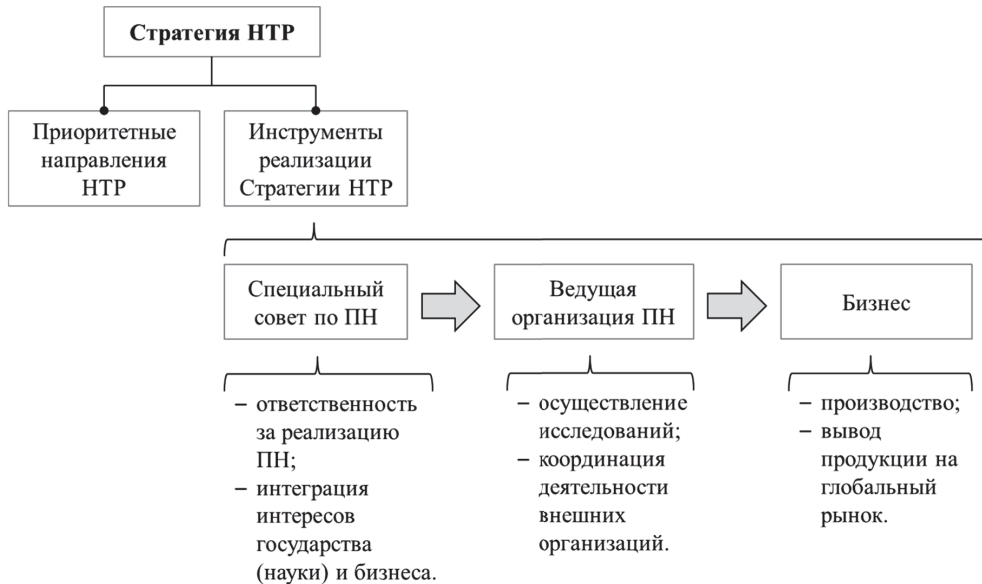 Стратегия НТР
Приоритетные
направления
НТР
Инструменты
реализации
Стратегии НТР
Специальный
совет по ПН
Ведущая
организация ПН
Бизнес
– ответственность
за реализацию
ПН;
– интеграция
интересов
государства
(науки) и бизнеса.
– осуществление
исследований;
– координация
деятельности
внешних
организаций.
– производство;
– вывод
продукции на
глобальный
рынок.